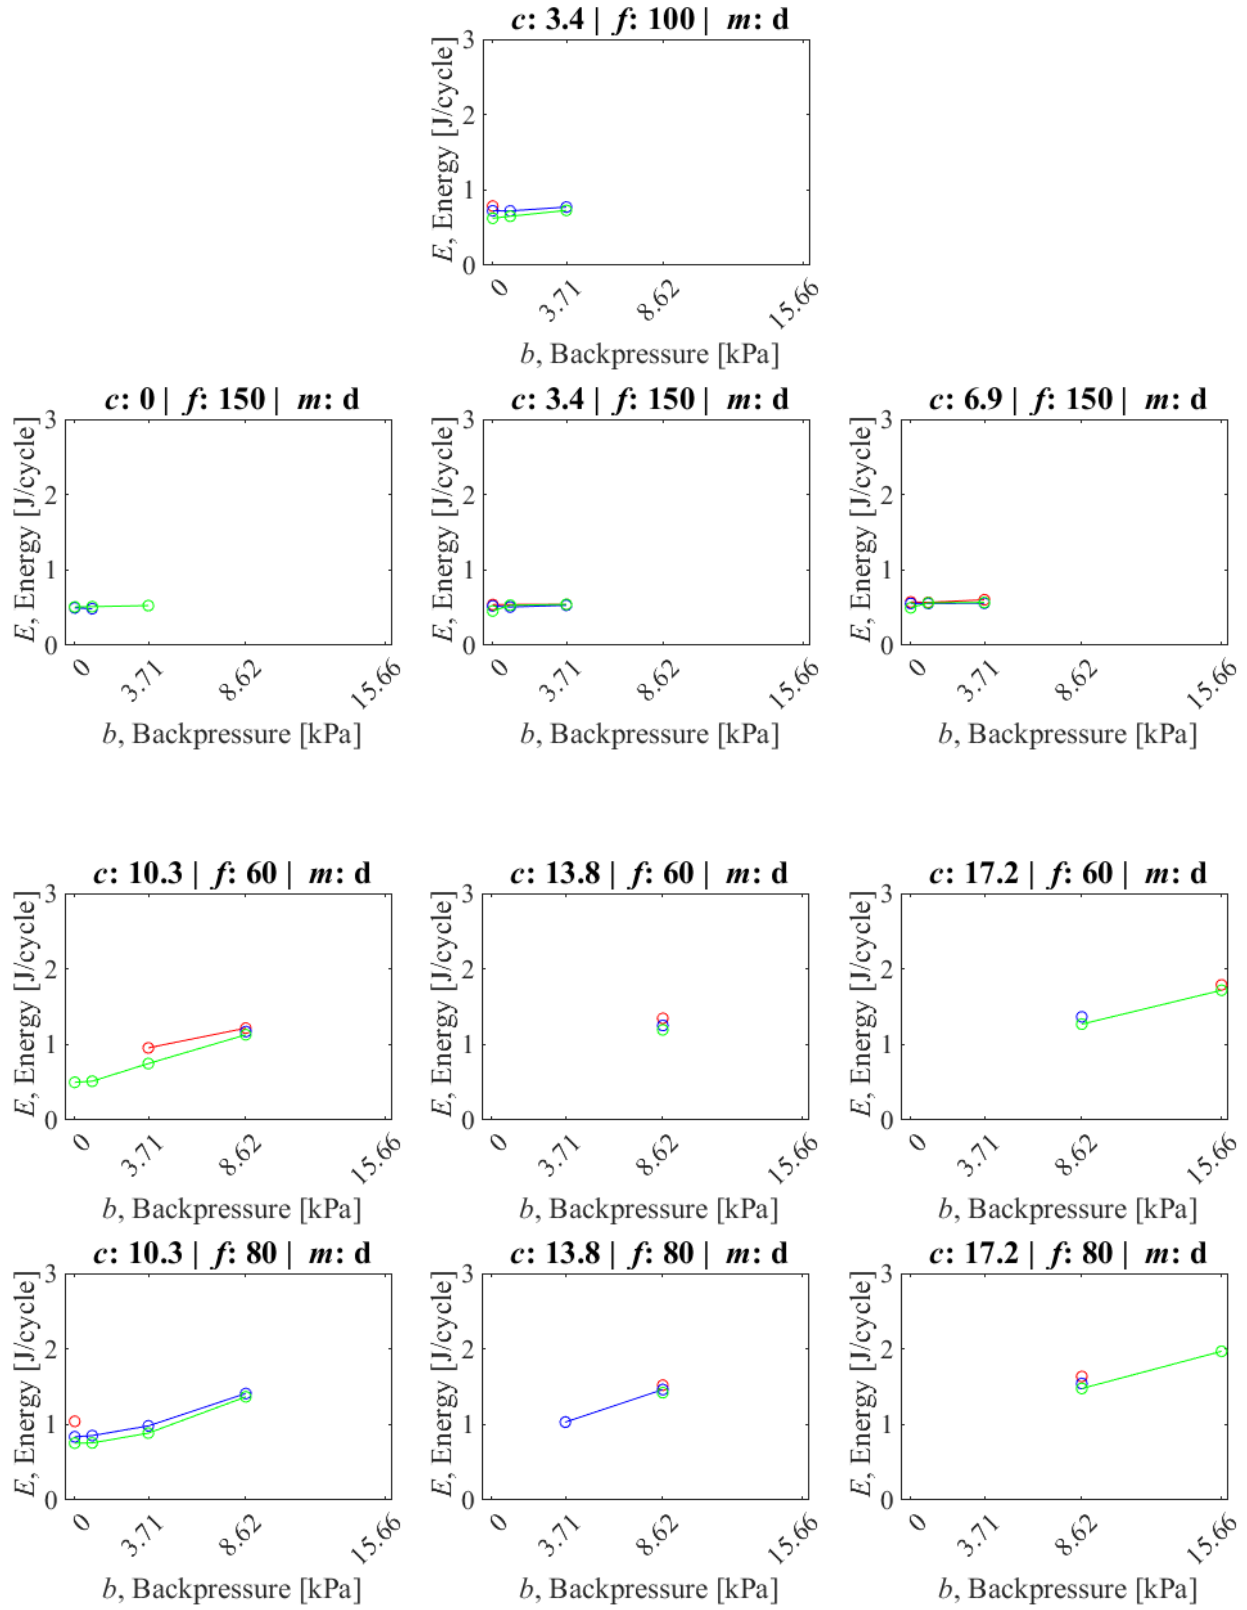 c: 3.4 | f: 100 | m: d
3
2
1
0
E, Energy [J/cycle]
0 3.71 8.62 15.66
b, Backpressure [kPa]
c: 0 | f: 150 | m: d
3
2
1
0
E, Energy [J/cycle]
0 3.71 8.62 15.66
b, Backpressure [kPa]
c: 3.4 | f: 150 | m: d
3
2
1
0
E, Energy [J/cycle]
0 3.71 8.62 15.66
b, Backpressure [kPa]
c: 6.9 | f: 150 | m: d
3
2
1
0
E, Energy [J/cycle]
0 3.71 8.62 15.66
b, Backpressure [kPa]
c: 10.3 | f: 60 | m: d
3
2
1
0
E, Energy [J/cycle]
0 3.71 8.62 15.66
b, Backpressure [kPa]
c: 13.8 | f: 60 | m: d
3
2
1
0
E, Energy [J/cycle]
0 3.71 8.62 15.66
b, Backpressure [kPa]
c: 17.2 | f: 60 | m: d
3
2
1
0
E, Energy [J/cycle]
0 3.71 8.62 15.66
b, Backpressure [kPa]
c: 10.3 | f: 80 | m: d
3
2
1
0
E, Energy [J/cycle]
0 3.71 8.62 15.66
b, Backpressure [kPa]
c: 13.8 | f: 80 | m: d
3
2
1
0
E, Energy [J/cycle]
0 3.71 8.62 15.66
b, Backpressure [kPa]
c: 17.2 | f: 80 | m: d
3
2
1
0
E, Energy [J/cycle]
0 3.71 8.62 15.66
b, Backpressure [kPa]